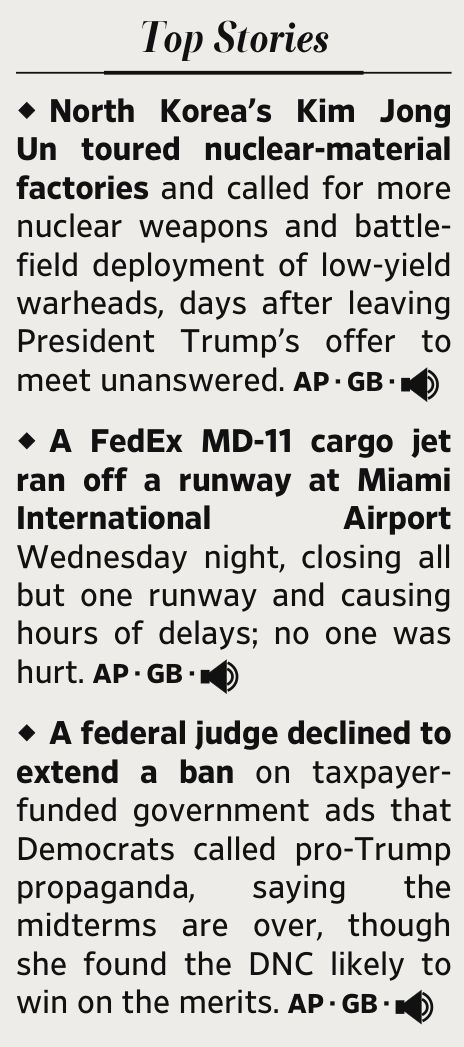 Top Stories
◆ North Korea's Kim Jong
Un toured nuclear-material
factories and called for more
nuclear weapons and battle-
field deployment of low-yield
warheads, days after leaving
President Trump's offer to
meet unanswered. AP · GB ·
◆ A FedEx MD-11 cargo jet
ran off a runway at Miami
International Airport
Wednesday night, closing all
but one runway and causing
hours of delays; no one was
hurt. AP · GB ·
◆ A federal judge declined to
extend a ban on taxpayer-
funded government ads that
Democrats called pro-Trump
propaganda, saying the
midterms are over, though
she found the DNC likely to
win on the merits. AP · GB ·